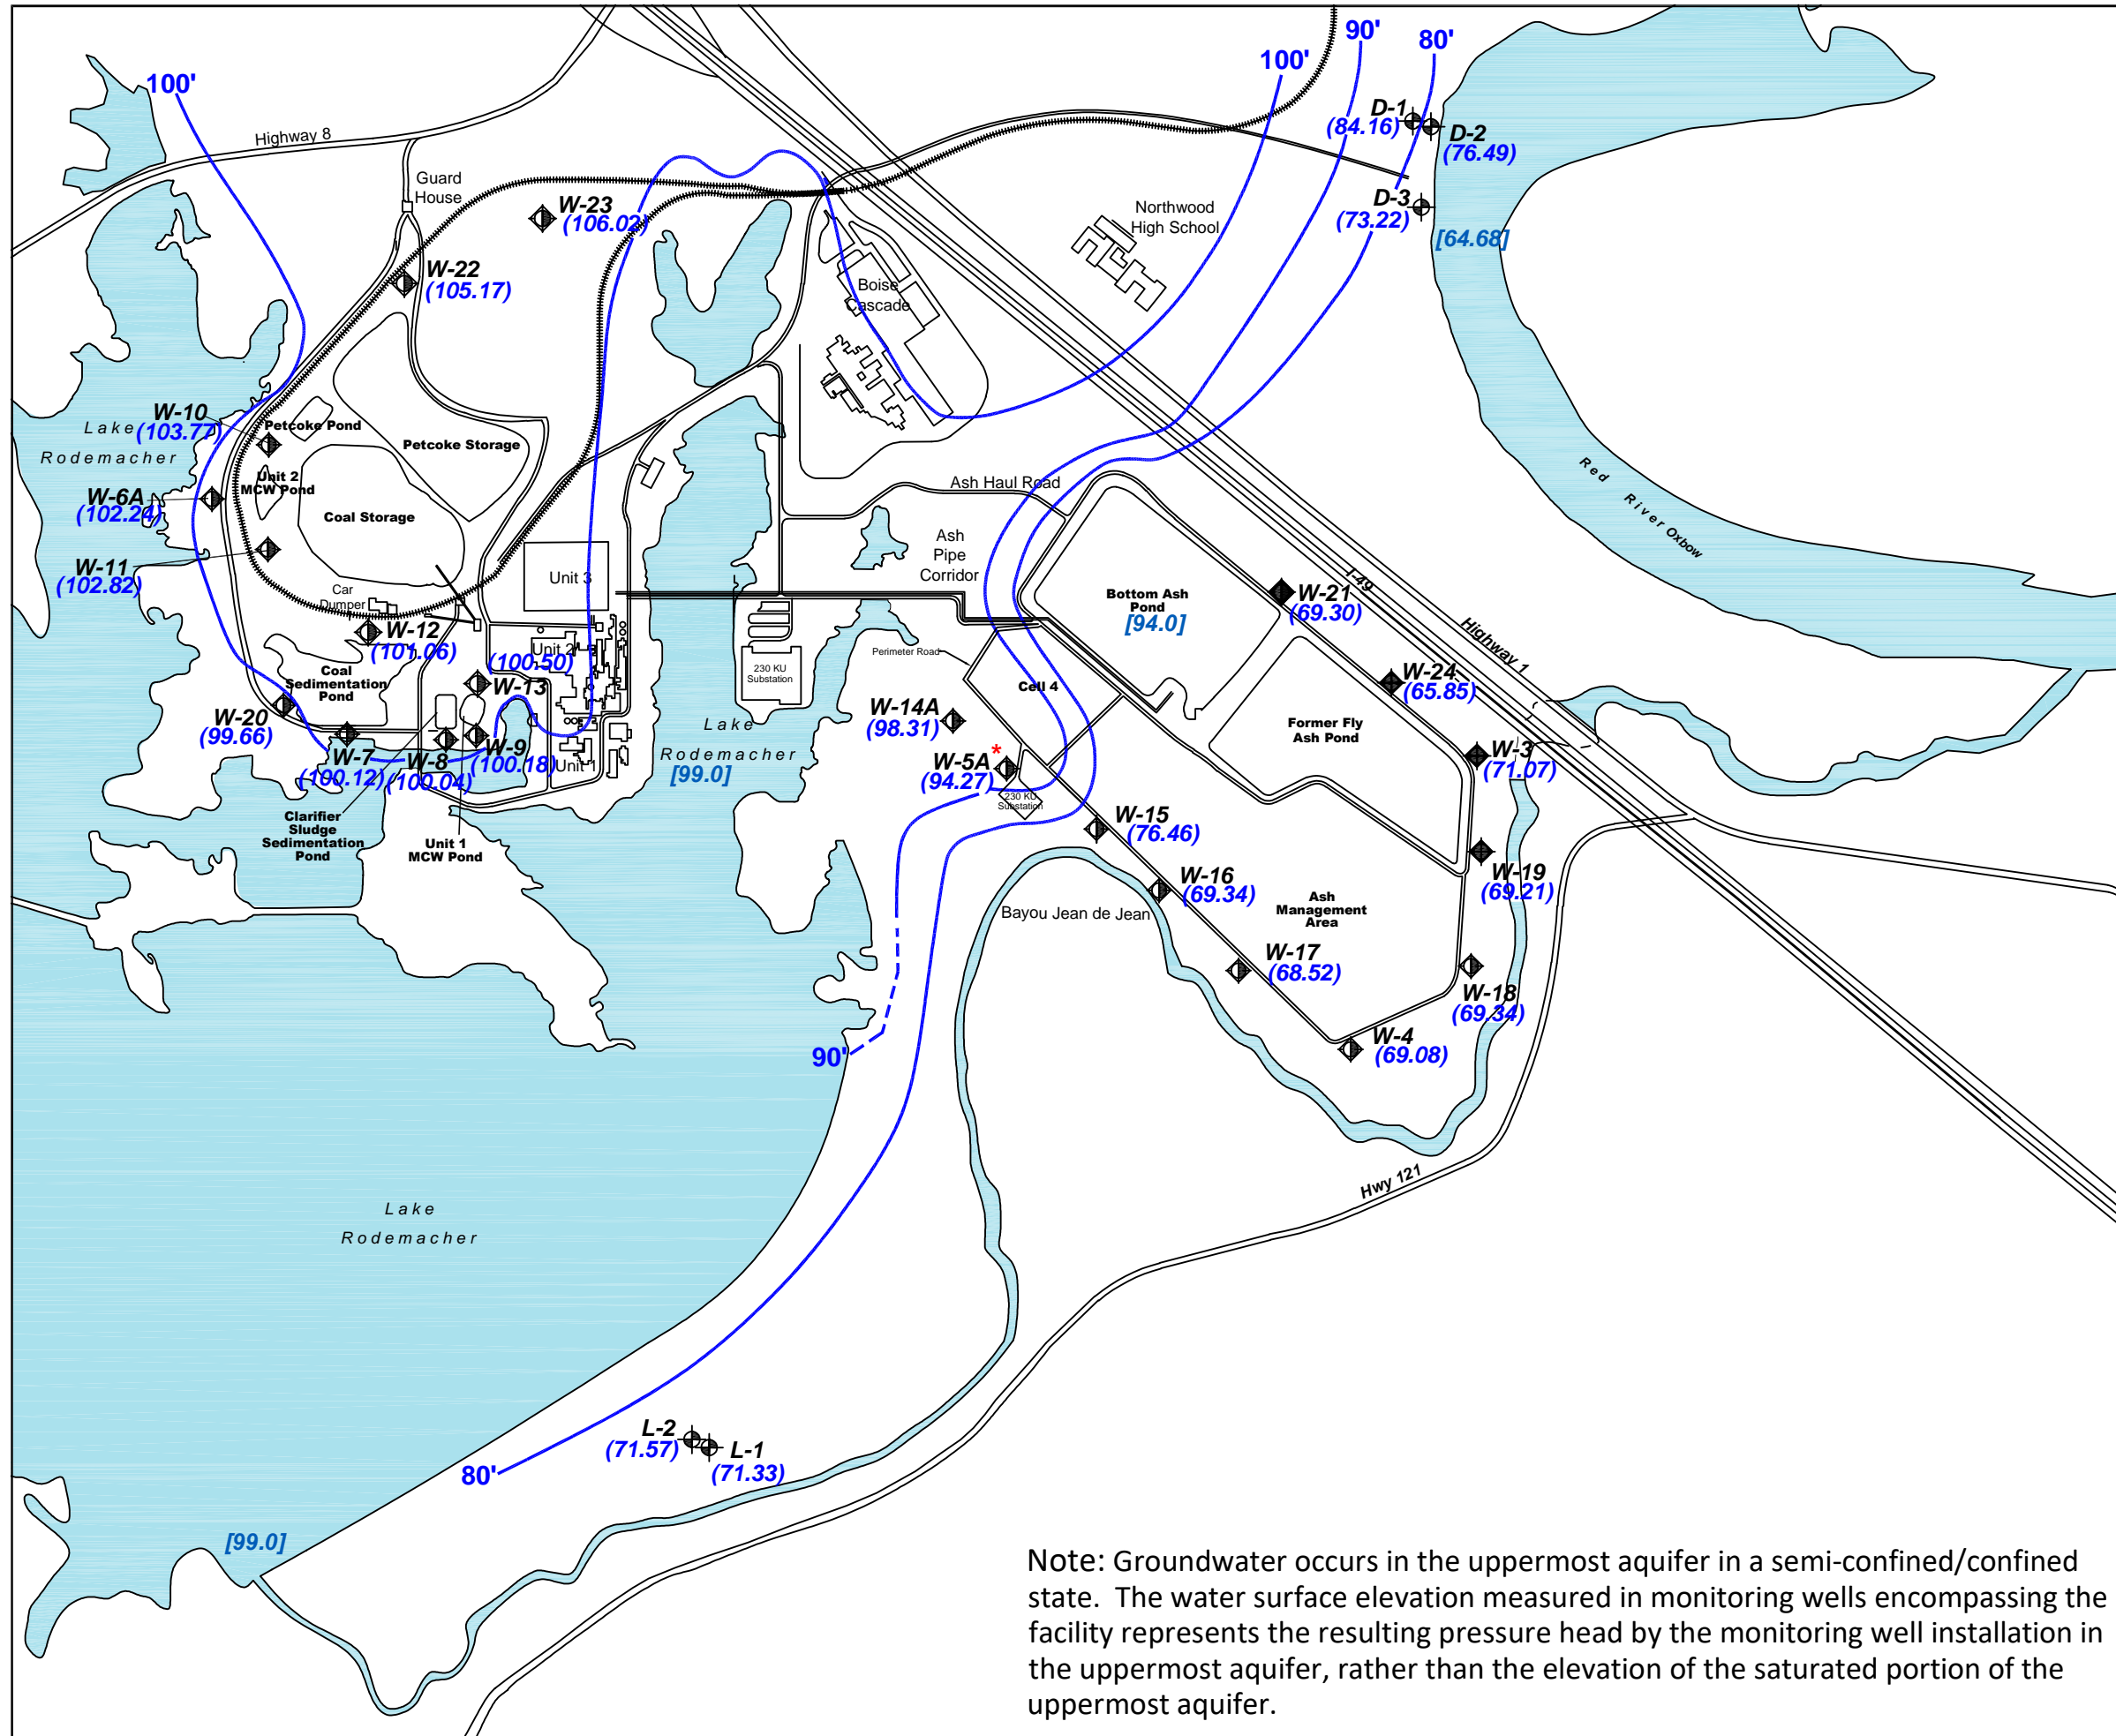 100'
90'
80'
100'
Highway 8
Guard
House
D-1
(84.16)
D-2
(76.49)
D-3
(73.22)
[64.68]
W-23
(106.02)
Northwood
High School
W-22
(105.17)
Boise
Cascade
W-10
(103.77)
Lake
Rodemacher
Petcoke Pond
Petcoke Storage
Unit 2
MCW Pond
W-6A
(102.24)
Coal Storage
W-11
(102.82)
Ash Haul Road
Ash
Pipe
Corridor
Red River Oxbow
I-49
Highway 1
Unit 3
Car
Dumper
W-12
(101.06)
Bottom Ash
Pond
[94.0]
W-21
(69.30)
Unit 2
(100.50)
W-13
Coal
Sedimentation
Pond
230 KU
Substation
Perimeter Road
Cell 4
W-24
(65.85)
W-20
(99.66)
W-7
(100.12)
W-8
(100.04)
W-9
(100.18)
Unit 1
Lake
Rodemacher
[99.0]
W-14A
(98.31)
W-5A*
(94.27)
230 KU
Substation
Former Fly
Ash Pond
W-3
(71.07)
Clarifier
Sludge
Sedimentation
Pond
Unit 1
MCW Pond
W-15
(76.46)
W-16
(69.34)
W-19
(69.21)
Bayou Jean de Jean
Ash
Management
Area
W-17
(68.52)
W-18
(69.34)
W-4
(69.08)
90'
Hwy 121
Lake
Rodemacher
L-2
(71.57)
L-1
(71.33)
80'
[99.0]
Note: Groundwater occurs in the uppermost aquifer in a semi-confined/confined
state. The water surface elevation measured in monitoring wells encompassing the
facility represents the resulting pressure head by the monitoring well installation in
the uppermost aquifer, rather than the elevation of the saturated portion of the
uppermost aquifer.